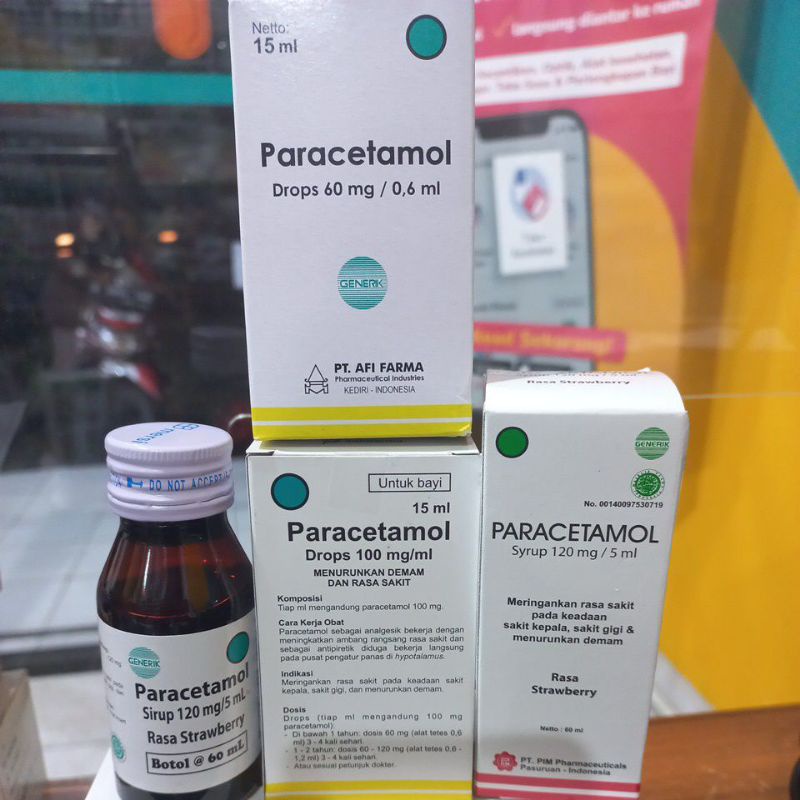 Netto:
15 ml
Paracetamol
Drops 60 mg / 0,6 ml
GENERIK
PT. AFI FARMA
Pharmaceutical Industries
KEDIRI - INDONESIA
langsung diantar ke rumah
Sekarang!
DO NOT ACCEPT
GENERIK
Paracetamol
Sirup 120 mg/5 mL
Rasa Strawberry
Botol @ 60 mL
Untuk bayi
15 ml
Paracetamol
Drops 100 mg/ml
MENURUNKAN DEMAM
DAN RASA SAKIT
Komposisi
Tiap ml mengandung paracetamol 100 mg.
Cara Kerja Obat
Paracetamol sebagai analgesik bekerja dengan
meningkatkan ambang rangsang rasa sakit dan
sebagai antipiretik diduga bekerja langsung
pada pusat pengatur panas di hypotalamus.
Indikasi
Meringankan rasa sakit pada keadaan sakit
kepala, sakit gigi, dan menurunkan demam.
Dosis
Drops (tiap ml mengandung 100 mg
paracetamol):
- Di bawah 1 tahun: dosis 60 mg (alat tetes 0,6
ml) 3 - 4 kali sehari.
- 1 - 2 tahun: dosis 60 - 120 mg (alat tetes 0,6 -
1,2 ml) 3 - 4 kali sehari.
- Atau sesuai petunjuk dokter.
Rasa Strawberry
GENERIK
No. 00140097530719
PARACETAMOL
Syrup 120 mg / 5 ml
Meringankan rasa sakit
pada keadaan
sakit kepala, sakit gigi &
menurunkan demam
Rasa
Strawberry
Netto : 60 ml
PT. PIM Pharmaceuticals
Pasuruan - Indonesia